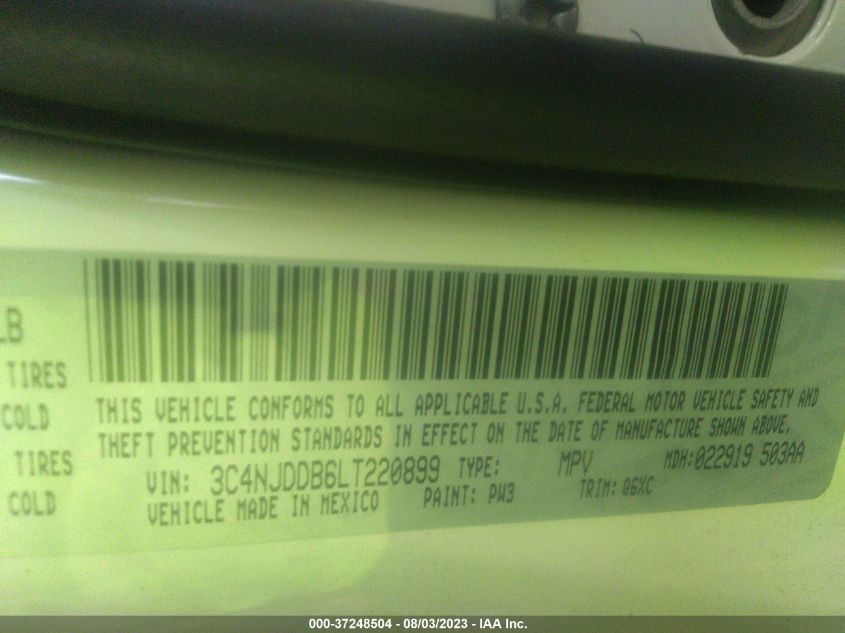 LB
TIRES
COLD
TIRES
COLD
THIS VEHICLE CONFORMS TO ALL APPLICABLE U.S.A. FEDERAL MOTOR VEHICLE SAFETY AND
THEFT PREVENTION STANDARDS IN EFFECT ON THE DATE OF MANUFACTURE SHOWN ABOVE.
VIN: 3C4NJDDB6LT220899 TYPE: MPV MDH:022919 503AA
VEHICLE MADE IN MEXICO PAINT: PW3 TRIM: Q6XC
000-37248504 - 08/03/2023 - IAA Inc.